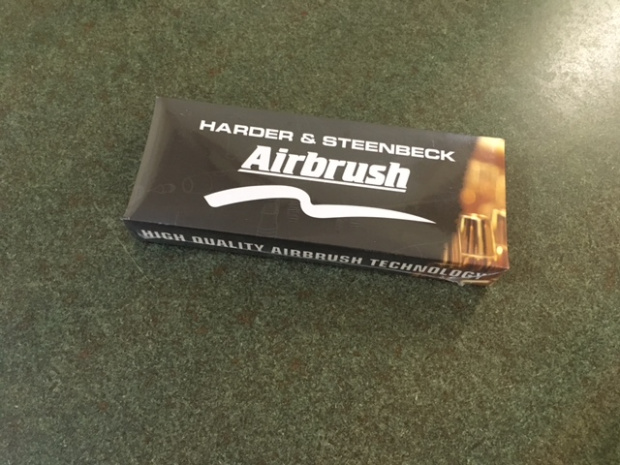 HARDER & STEENBECK
Airbrush
HIGH QUALITY AIRBRUSH TECHNOLOGY